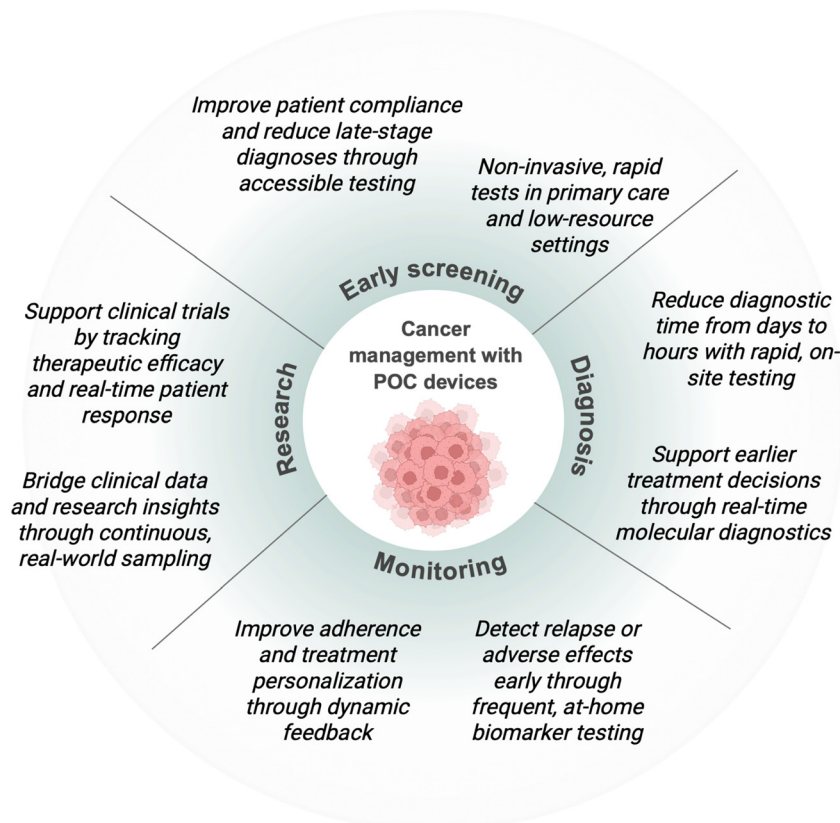 Improve patient compliance
and reduce late-stage
diagnoses through
accessible testing
Non-invasive, rapid
tests in primary care
and low-resource
settings
Early screening
Cancer
management with
POC devices
Diagnosis
Reduce diagnostic
time from days to
hours with rapid, on-
site testing
Support earlier
treatment decisions
through real-time
molecular diagnostics
Monitoring
Detect relapse or
adverse effects
early through
frequent, at-home
biomarker testing
Improve adherence
and treatment
personalization
through dynamic
feedback
Research
Support clinical trials
by tracking
therapeutic efficacy
and real-time patient
response
Bridge clinical data
and research insights
through continuous,
real-world sampling